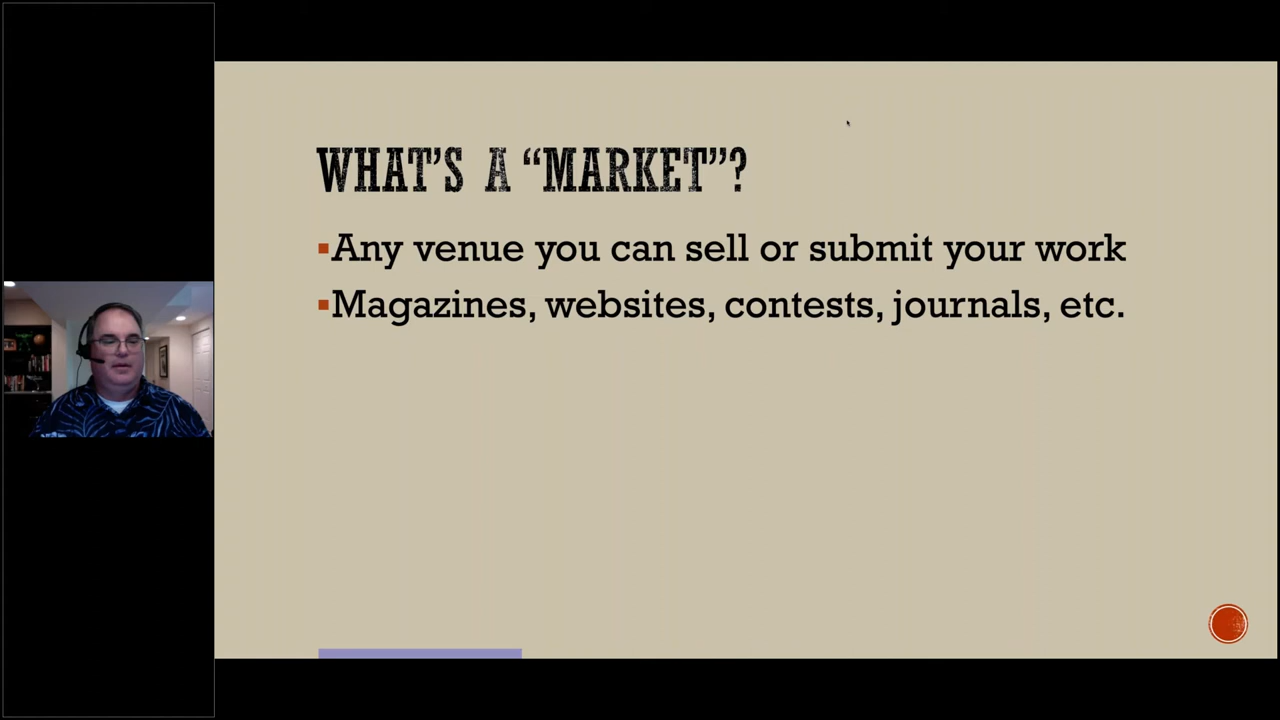 WHAT'S A “MARKET”?
▪Any venue you can sell or submit your work
▪Magazines, websites, contests, journals, etc.